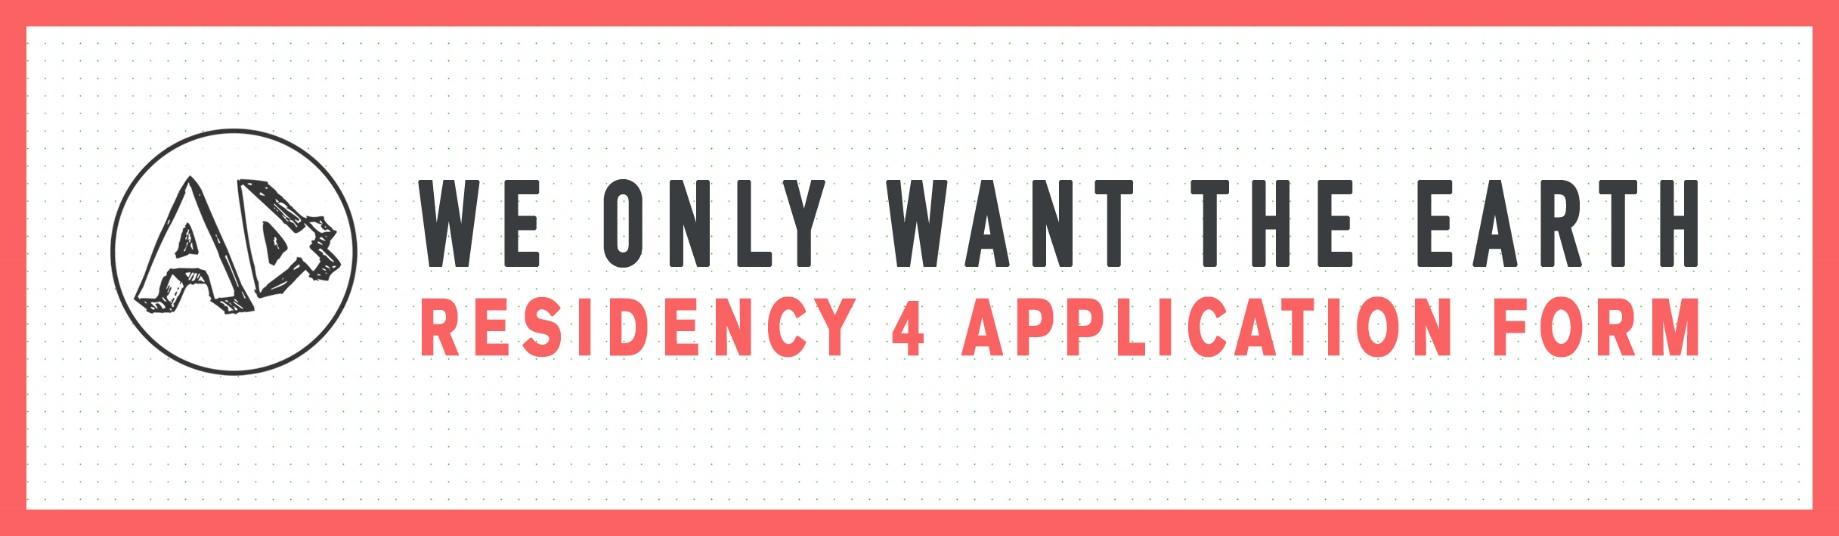 A4
WE ONLY WANT THE EARTH
RESIDENCY 4 APPLICATION FORM